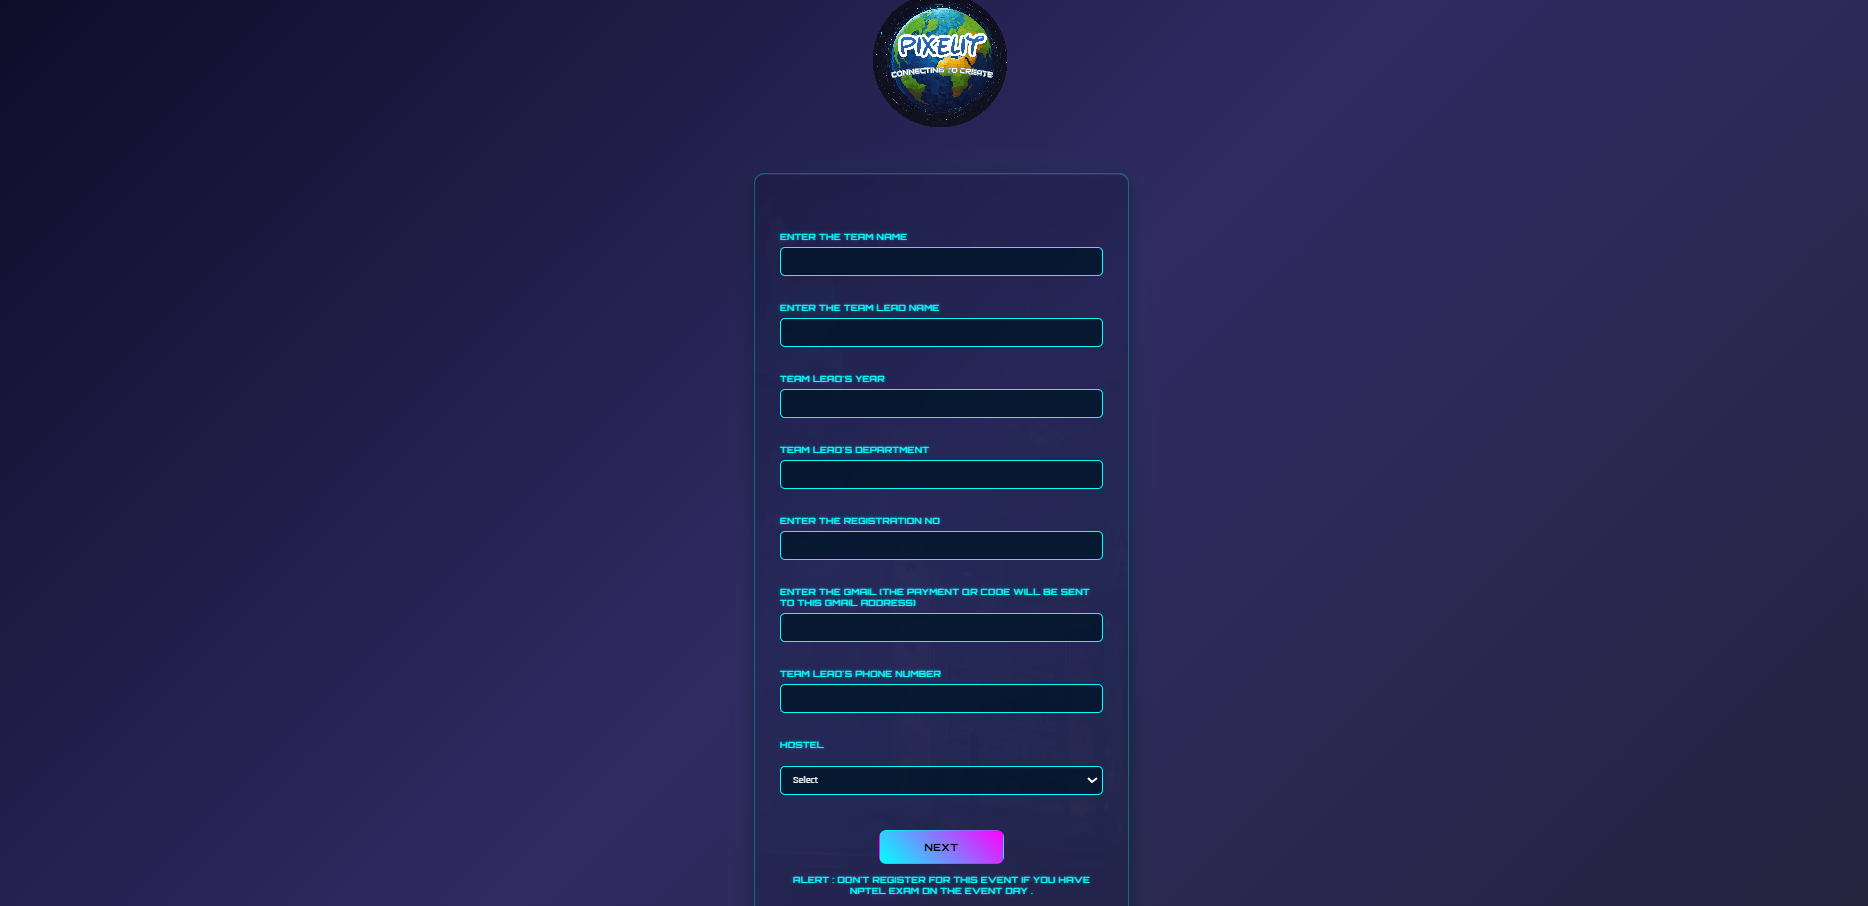 PIXELIT
CONNECTING TO CREATE
ENTER THE TEAM NAME
ENTER THE TEAM LEAD NAME
TEAM LEAD'S YEAR
TEAM LEAD'S DEPARTMENT
ENTER THE REGISTRATION NO
ENTER THE GMAIL (THE PAYMENT QR CODE WILL BE SENT
TO THIS GMAIL ADDRESS)
TEAM LEAD'S PHONE NUMBER
HOSTEL
Select
NEXT
ALERT : DON'T REGISTER FOR THIS EVENT IF YOU HAVE
NPTEL EXAM ON THE EVENT DAY .